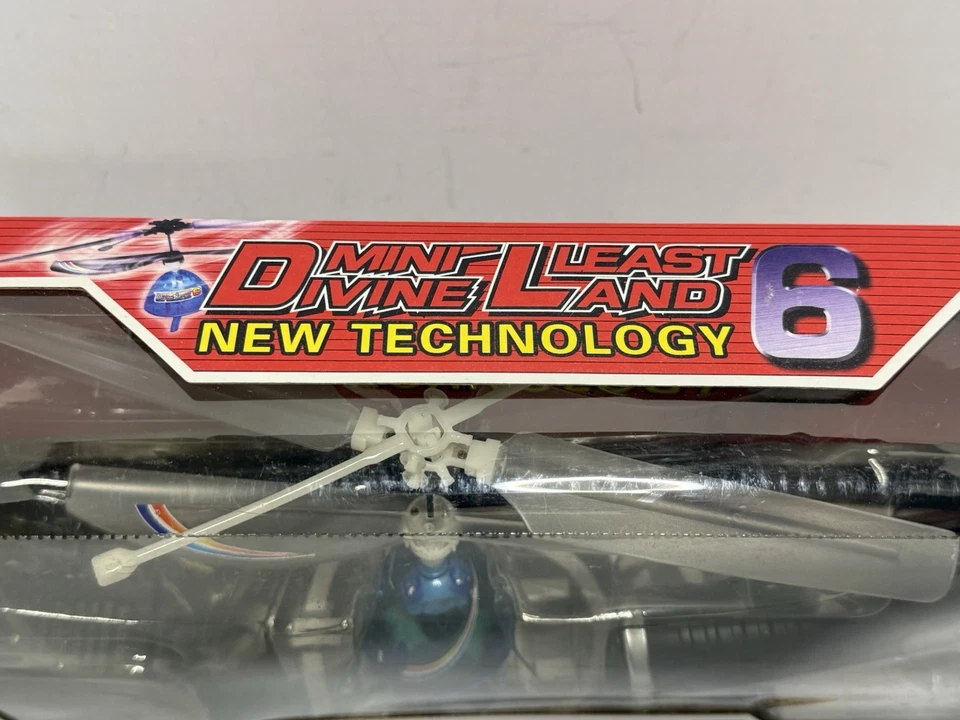 MINI LEAST
DIVINE LAND 6
NEW TECHNOLOGY